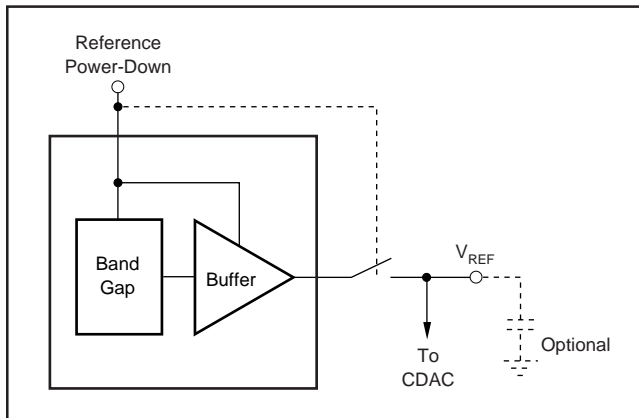 Reference
Power-Down
Band
Gap
Buffer
VREF
To
CDAC
Optional